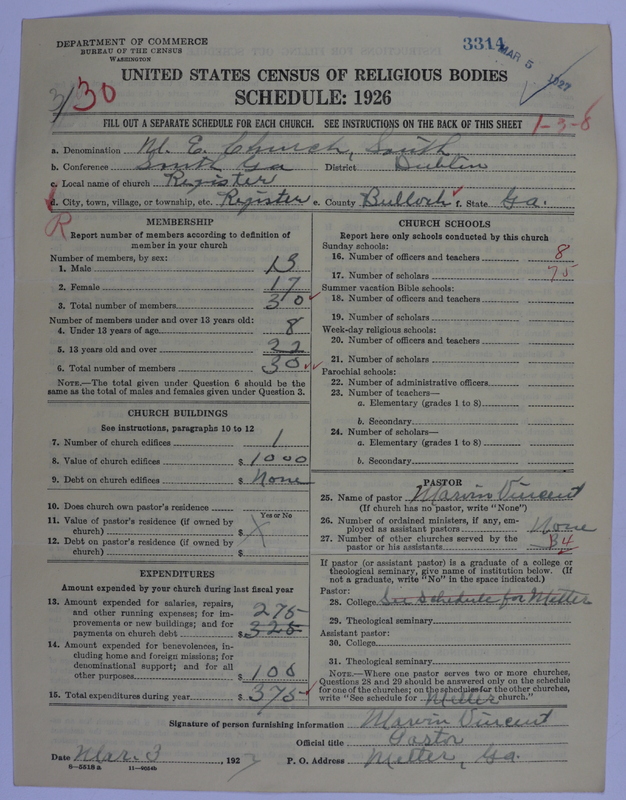 DEPARTMENT OF COMMERCE
BUREAU OF THE CENSUS
WASHINGTON
3314
MAR 5 1927
3/30
UNITED STATES CENSUS OF RELIGIOUS BODIES
SCHEDULE: 1926
FILL OUT A SEPARATE SCHEDULE FOR EACH CHURCH. SEE INSTRUCTIONS ON THE BACK OF THIS SHEET
1-3-8
a. Denomination M. E. Church, South
b. Conference South Ga District Dublin
c. Local name of church Register
d. City, town, village, or township, etc. Register e. County Bulloch f. State Ga.
R
MEMBERSHIP
Report number of members according to definition of
member in your church
Number of members, by sex:
1. Male 13
2. Female 17
3. Total number of members 30
Number of members under and over 13 years old:
4. Under 13 years of age 8
5. 13 years old and over 22
6. Total number of members 30
NOTE.—The total given under Question 6 should be the
same as the total of males and females given under Question 3.
CHURCH BUILDINGS
See instructions, paragraphs 10 to 12
7. Number of church edifices 1
8. Value of church edifices $ 1000
9. Debt on church edifices $ None
10. Does church own pastor's residence
Yes or No
11. Value of pastor's residence (if owned by
church) $
12. Debt on pastor's residence (if owned by
church) $
EXPENDITURES
Amount expended by your church during last fiscal year
13. Amount expended for salaries, repairs,
and other running expenses; for im-
provements or new buildings; and for
payments on church debt $ 275
325
14. Amount expended for benevolences, in-
cluding home and foreign missions; for
denominational support; and for all
other purposes $ 100
15. Total expenditures during year $ 375
CHURCH SCHOOLS
Report here only schools conducted by this church
Sunday schools:
16. Number of officers and teachers 8
17. Number of scholars 75
Summer vacation Bible schools:
18. Number of officers and teachers
19. Number of scholars
Week-day religious schools:
20. Number of officers and teachers
21. Number of scholars
Parochial schools:
22. Number of administrative officers
23. Number of teachers—
a. Elementary (grades 1 to 8)
b. Secondary
24. Number of scholars—
a. Elementary (grades 1 to 8)
b. Secondary
PASTOR
25. Name of pastor Marvin Vincent
(If church has no pastor, write "None")
26. Number of ordained ministers, if any, em-
ployed as assistant pastors None
27. Number of other churches served by the
pastor or his assistants 4
If pastor (or assistant pastor) is a graduate of a college or
theological seminary, give name of institution below. (If
not a graduate, write "No" in the space indicated.)
Pastor:
28. College See Schedule for Metter
29. Theological seminary
Assistant pastor:
30. College
31. Theological seminary
NOTE.—Where one pastor serves two or more churches,
Questions 28 and 29 should be answered only on the schedule
for one of the churches; on the schedule for the other churches,
write "See schedule for Metter church."
Signature of person furnishing information Marvin Vincent
Official title Pastor
Date Mar. 3, 1927 P. O. Address Metter, Ga.
8—5518 a 11—9034b